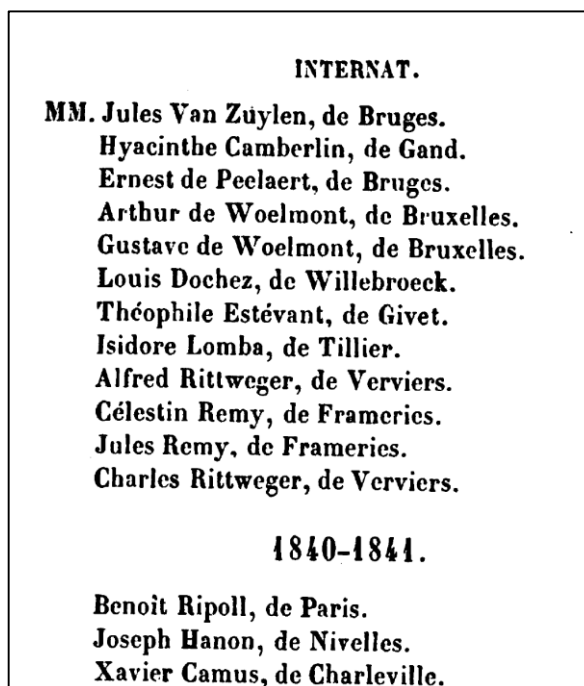 INTERNAT.
MM. Jules Van Zuylen, de Bruges.
Hyacinthe Camberlin, de Gand.
Ernest de Peelaert, de Bruges.
Arthur de Woelmont, de Bruxelles.
Gustave de Woelmont, de Bruxelles.
Louis Dochez, de Willebroeck.
Théophile Estévant, de Givet.
Isidore Lomba, de Tillier.
Alfred Rittweger, de Verviers.
Célestin Remy, de Frameries.
Jules Remy, de Frameries.
Charles Rittweger, de Verviers.
1840-1841.
Benoît Ripoll, de Paris.
Joseph Hanon, de Nivelles.
Xavier Camus, de Charleville.